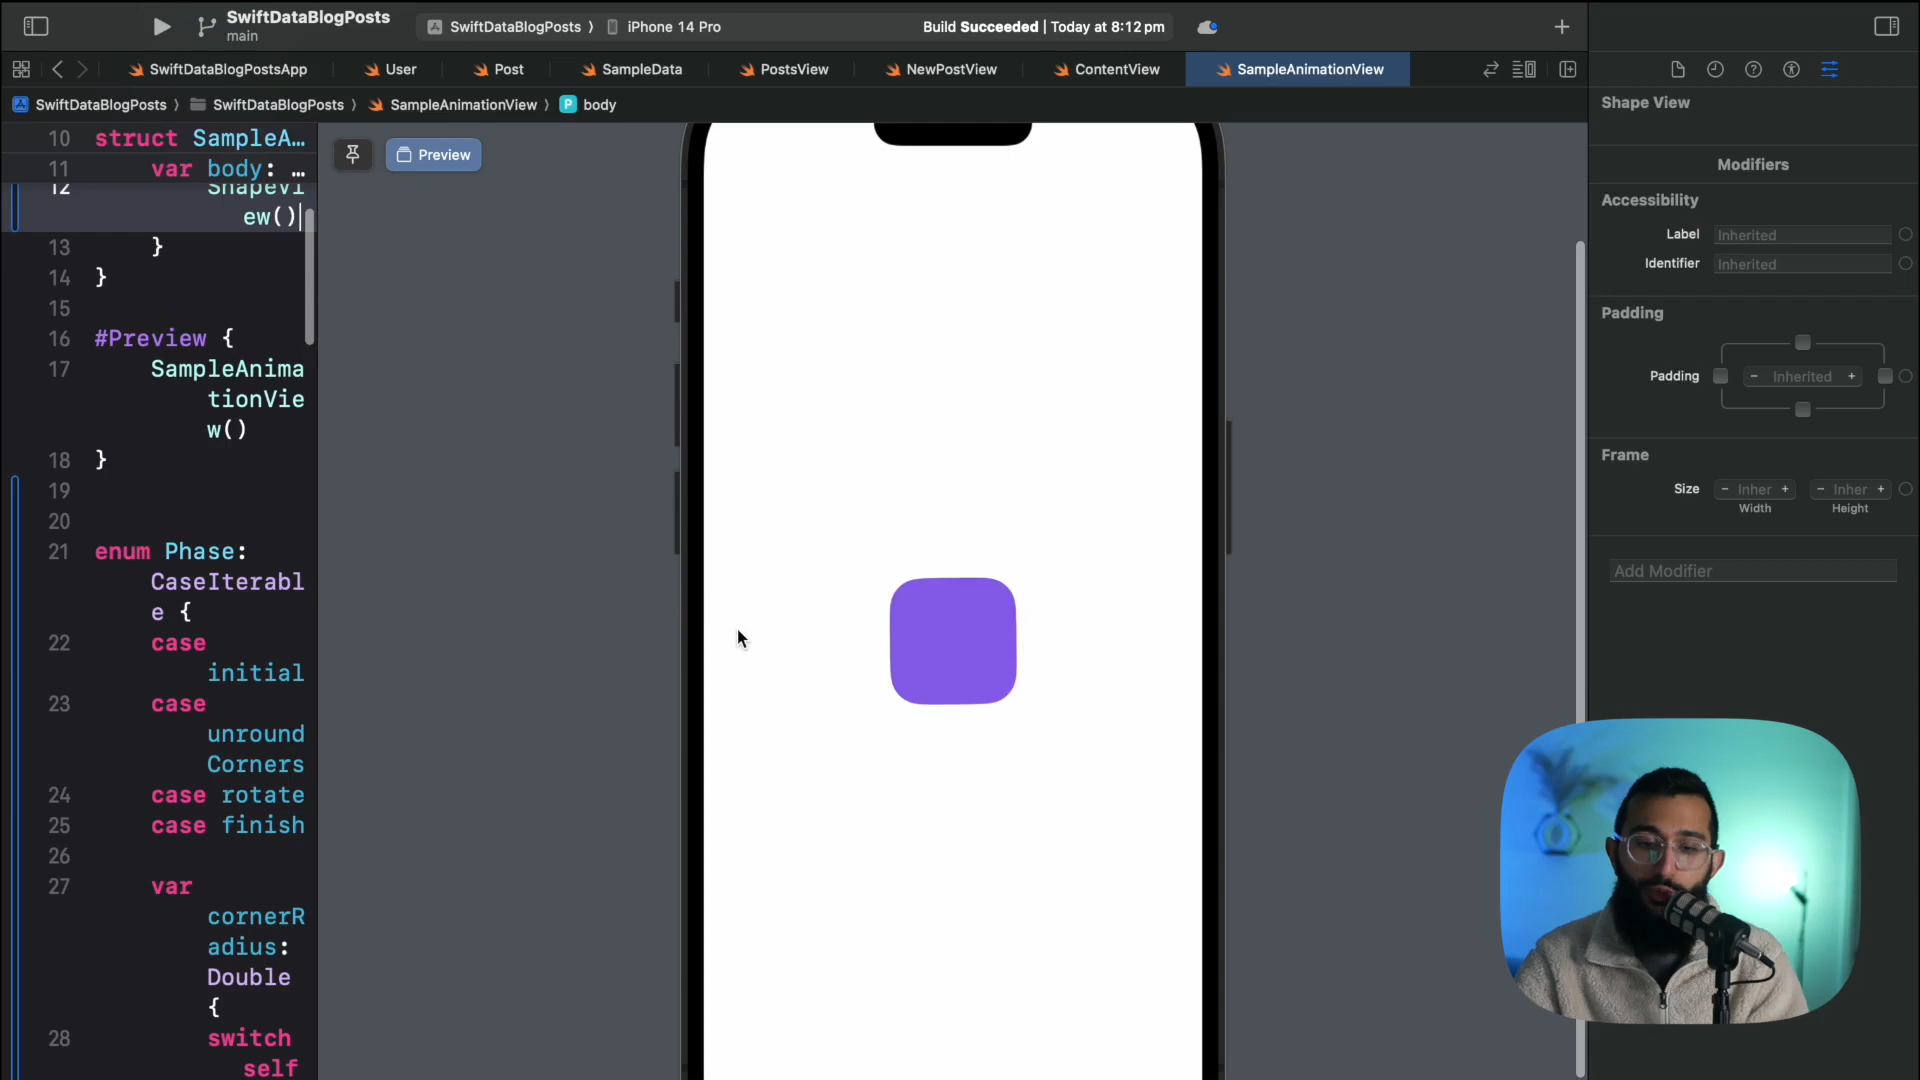 SwiftDataBlogPosts
main
SwiftDataBlogPosts
iPhone 14 Pro
Build Succeeded | Today at 8:12 pm
SwiftDataBlogPostsApp
User
Post
SampleData
PostsView
NewPostView
ContentView
SampleAnimationView
SwiftDataBlogPosts
SwiftDataBlogPosts
SampleAnimationView
P body
10 struct SampleA…
11 var body: …
12 ShapeVi
ew()
13 }
14 }
15
16 #Preview {
17 SampleAnima
tionVie
w()
18 }
19
20
21 enum Phase:
CaseIterabl
e {
22 case
initial
23 case
unround
Corners
24 case rotate
25 case finish
26
27 var
cornerR
adius:
Double
{
28 switch
self
Preview
Shape View
Modifiers
Accessibility
Label Inherited
Identifier Inherited
Padding
Padding - Inherited +
Frame
Size - Inher + - Inher +
Width Height
Add Modifier